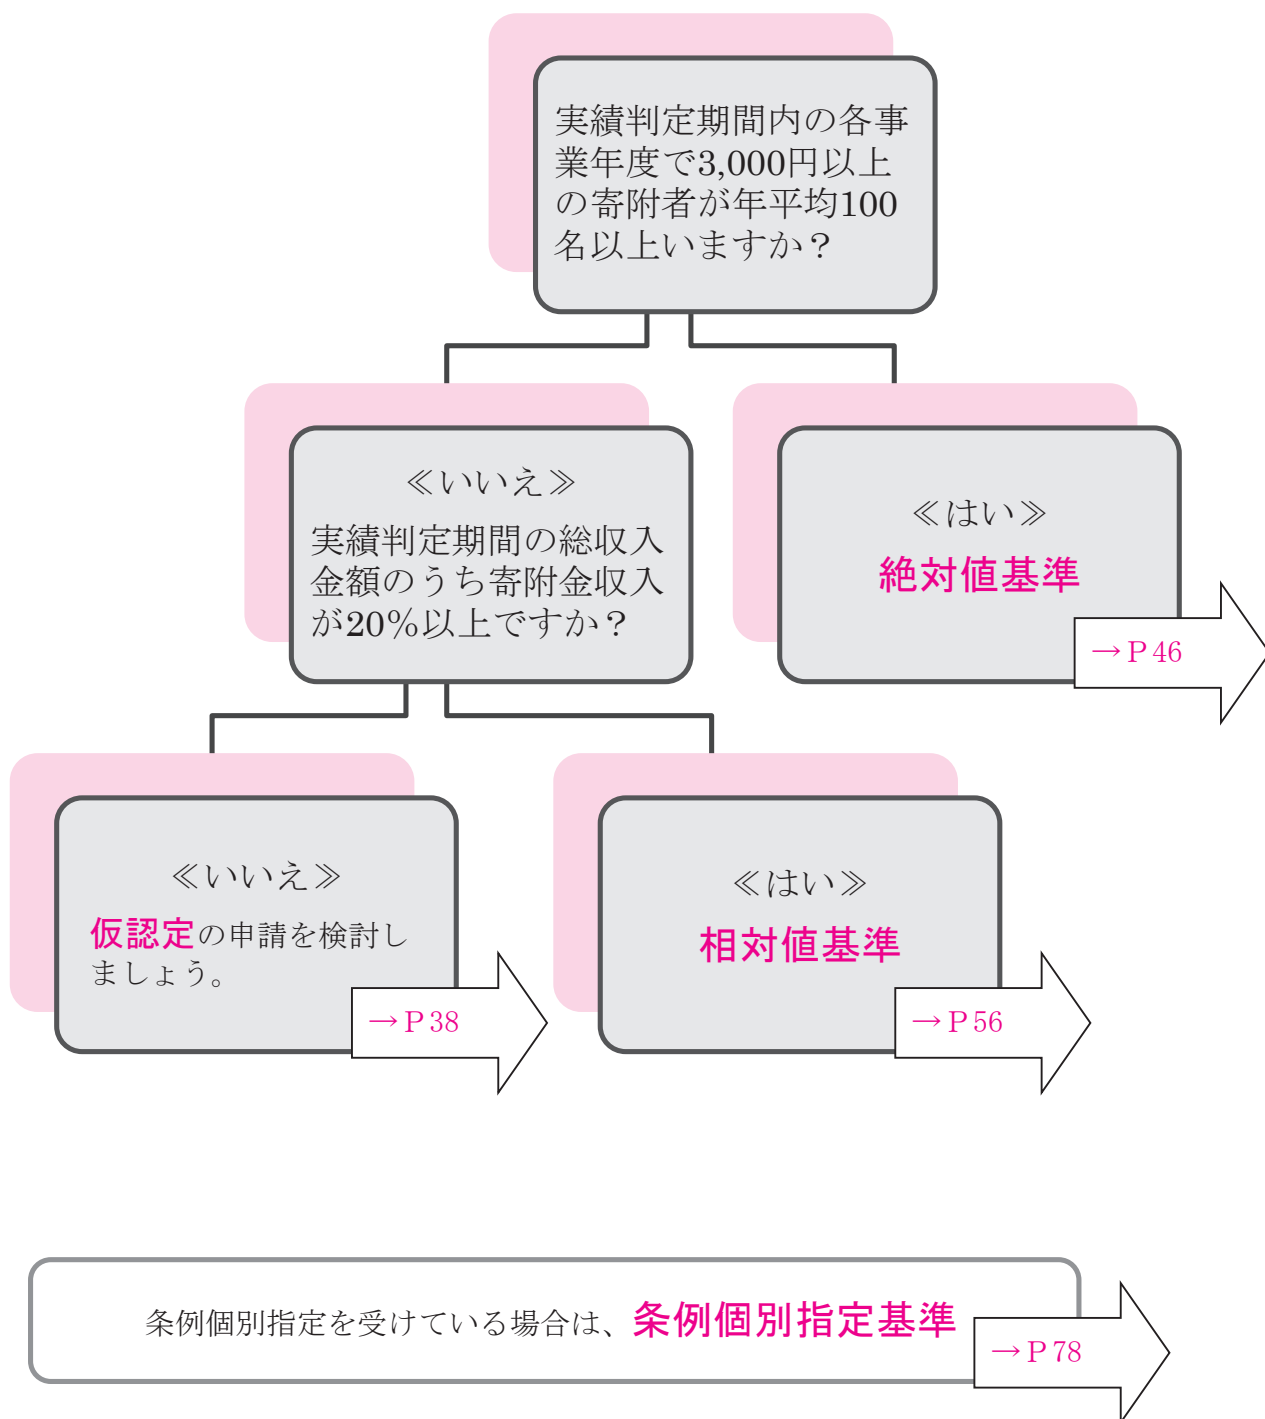 実績判定期間内の各事
業年度で3,000円以上
の寄附者が年平均100
名以上いますか？
≪いいえ≫
実績判定期間の総収入
金額のうち寄附金収入
が20％以上ですか？
≪はい≫
絶対値基準
→Ｐ46
≪いいえ≫
仮認定の申請を検討し
ましょう。
→Ｐ38
≪はい≫
相対値基準
→Ｐ56
条例個別指定を受けている場合は、条例個別指定基準
→Ｐ78